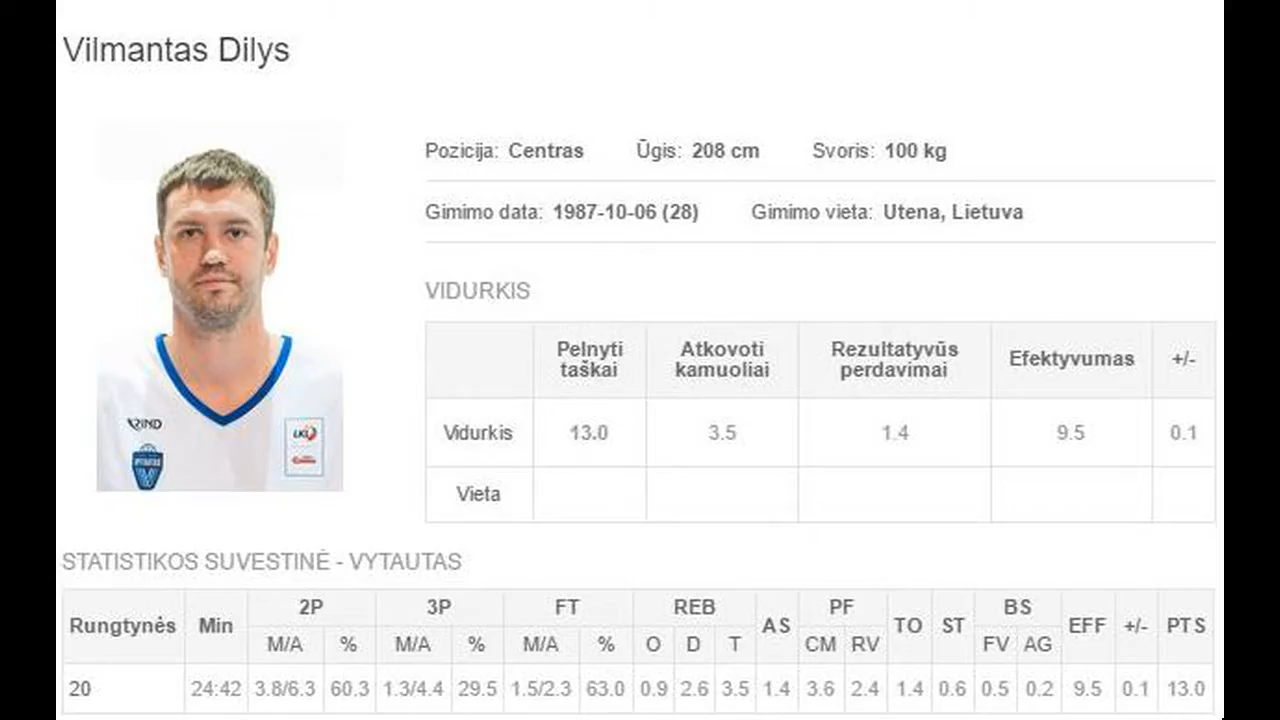 Vilmantas Dilys
Pozicija: Centras Ūgis: 208 cm Svoris: 100 kg
Gimimo data: 1987-10-06 (28) Gimimo vieta: Utena, Lietuva
VIDURKIS
Pelnyti taškai Atkovoti kamuoliai Rezultatyvūs perdavimai Efektyvumas +/-
Vidurkis 13.0 3.5 1.4 9.5 0.1
Vieta
RIND
LKL
VYTAUTAS
STATISTIKOS SUVESTINĖ - VYTAUTAS
Rungtynės Min 2P 3P FT REB AS PF TO ST BS EFF +/- PTS
M/A % M/A % M/A % O D T CM RV FV AG
20 24:42 3.8/6.3 60.3 1.3/4.4 29.5 1.5/2.3 63.0 0.9 2.6 3.5 1.4 3.6 2.4 1.4 0.6 0.5 0.2 9.5 0.1 13.0